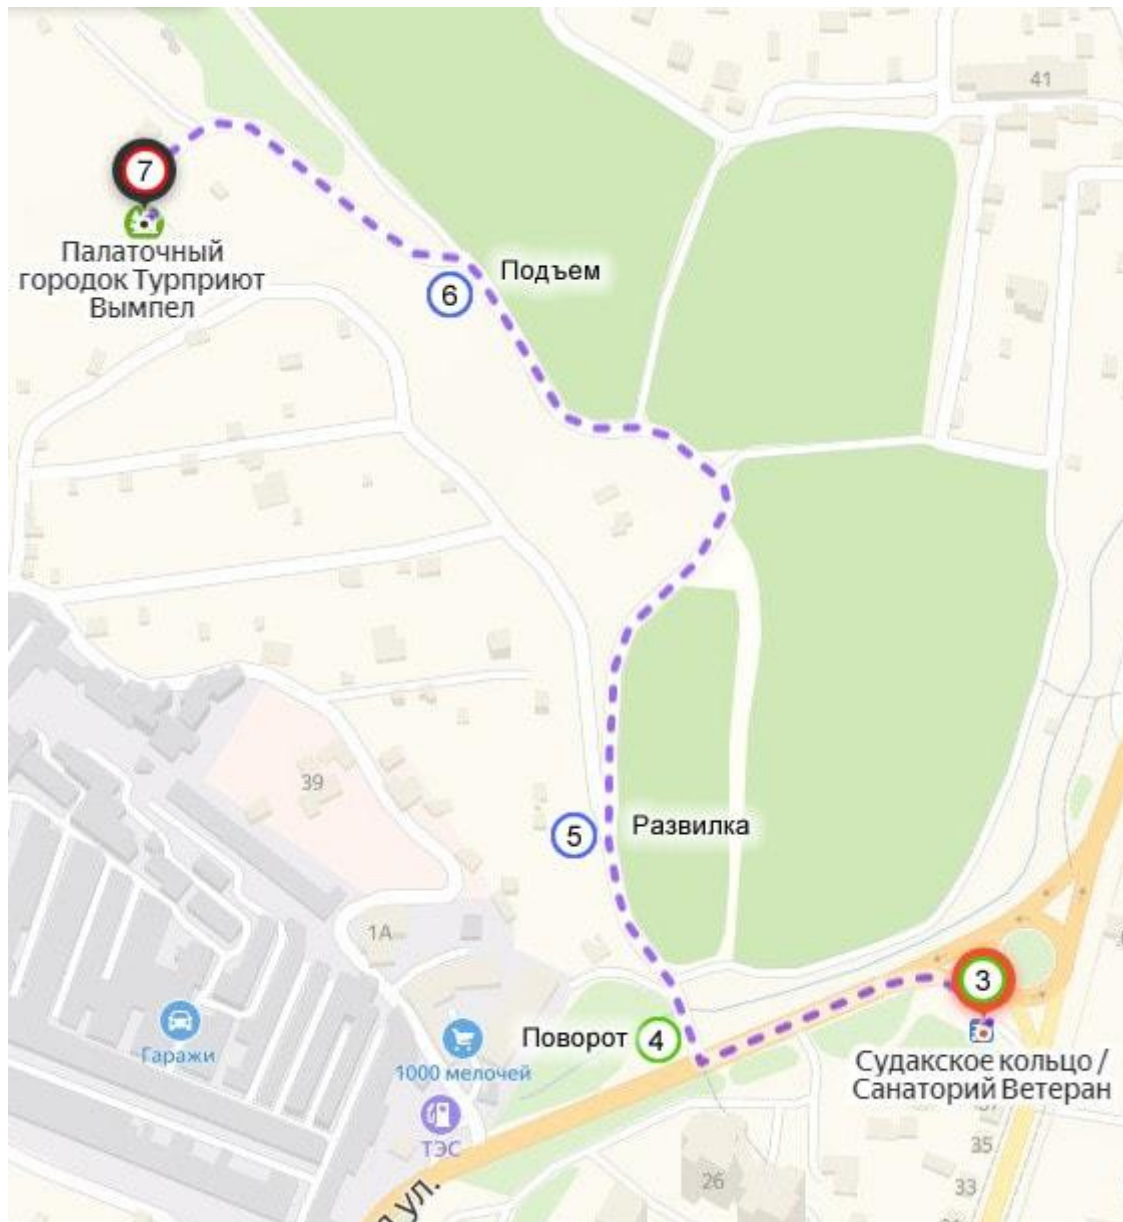 41
7
Палаточный
городок Турприют
Вымпел
Подъем
6
39
5
Развилка
1А
3
Гаражи
Поворот
4
1000 мелочей
Судакское кольцо /
Санаторий Ветеран
ТЭС
35
26
33
ул.